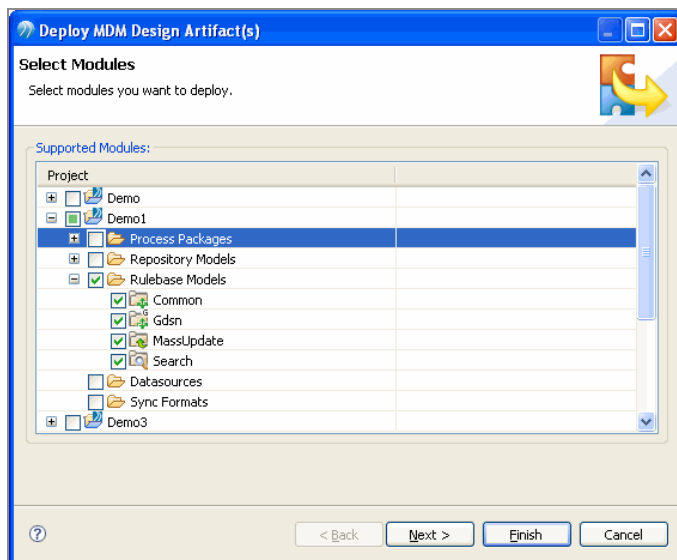 Deploy MDM Design Artifact(s)
Select Modules
Select modules you want to deploy.
Supported Modules:
Project
Demo
Demo1
Process Packages
Repository Models
Rulebase Models
Common
Gdsn
MassUpdate
Search
Datasources
Sync Formats
Demo3
< Back Next > Finish Cancel